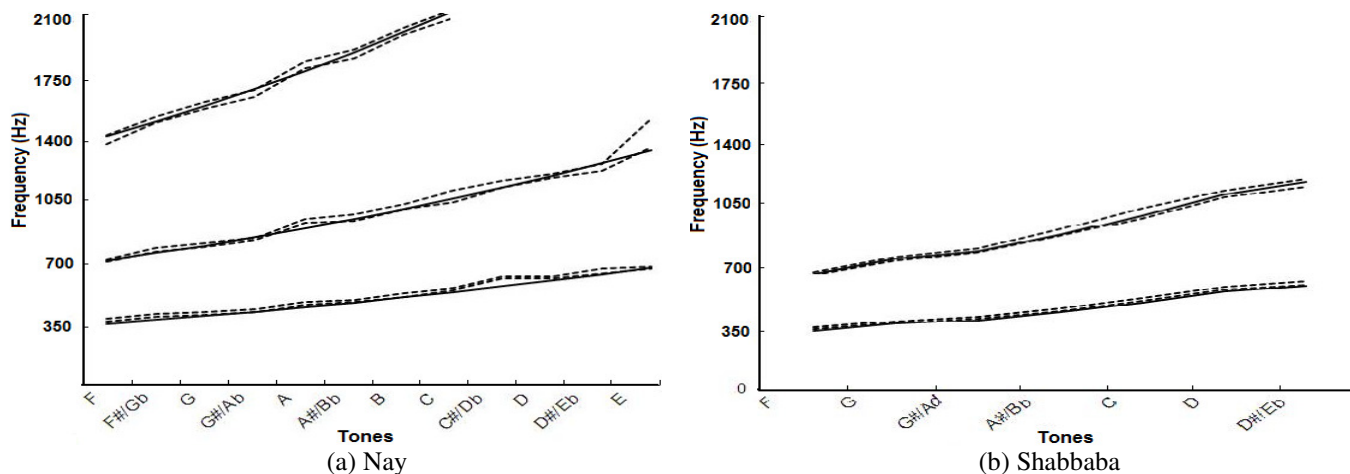 2100
1750
1400
1050
700
350
Frequency (Hz)
F
F#/Gb
G
G#/Ab
A
A#/Bb
B
C
C#/Db
D
D#/Eb
E
Tones
(a) Nay
2100
1750
1400
1050
700
350
0
Frequency (Hz)
F
G
G#/Ad
A#/Bb
C
D
D#!Eb
Tones
(b) Shabbaba